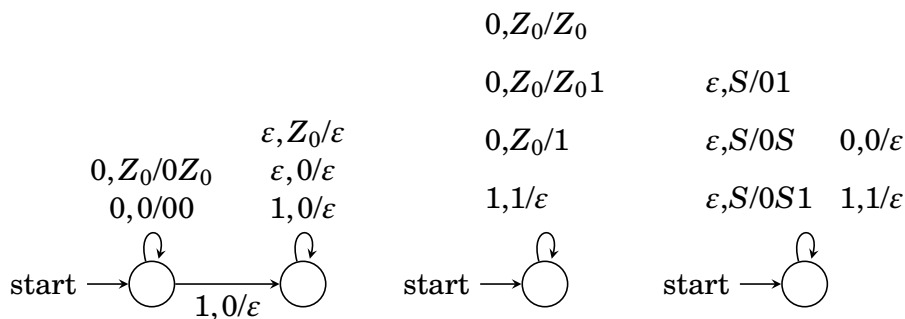 0,Z₀/Z₀
0,Z₀/Z₀1
ε,S/01
ε,Z₀/ε
0,Z₀/1
ε,S/0S
0,0/ε
0,Z₀/0Z₀
ε,0/ε
0,0/00
1,0/ε
1,1/ε
ε,S/0S1
1,1/ε
start
1,0/ε
start
start